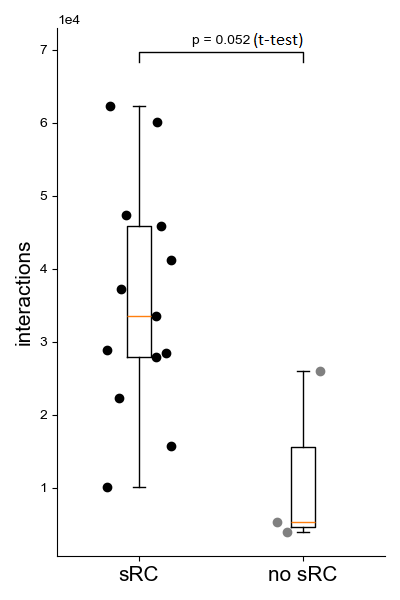 1e4
p = 0.052 (t-test)
7
6
5
4
3
2
1
interactions
sRC
no sRC